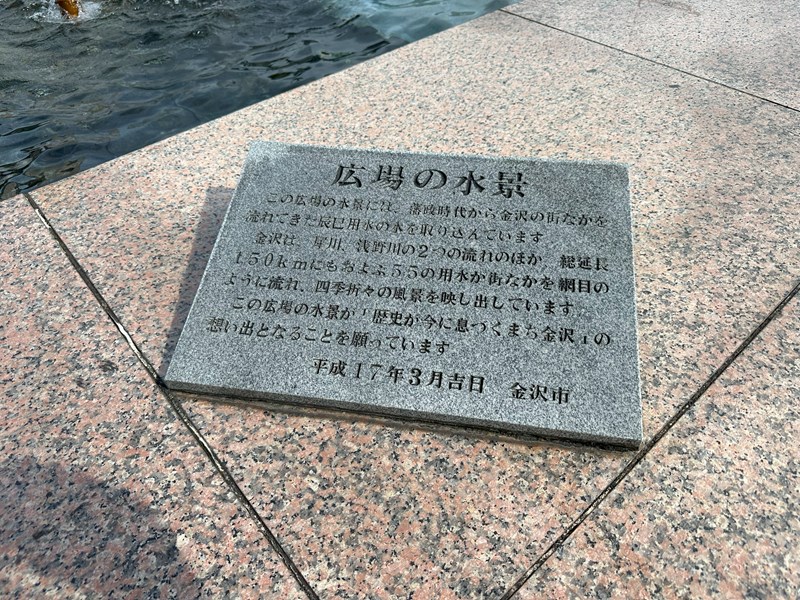 広場の水景
この広場の水景には、藩政時代から金沢の街なかを
流れてきた辰巳用水の水を取り込んでいます
金沢は、犀川、浅野川の2つの流れのほか、総延長
150kmにもおよぶ55の用水が街なかを網目の
ように流れ、四季折々の風景を映し出しています
この広場の水景が「歴史が今に息づくまち金沢」の
想い出となることを願っています
平成17年3月吉日 金沢市